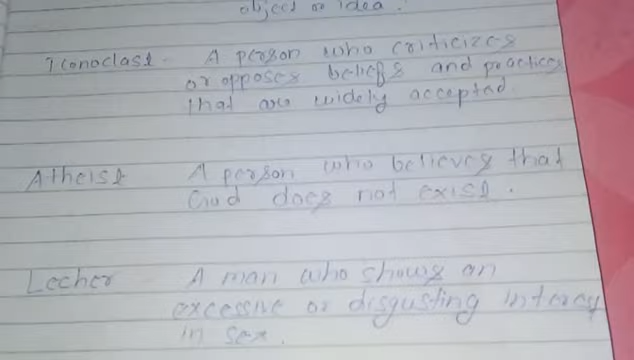 object or idea.
Iconoclast - A person who criticizes
or opposes beliefs and practices
that are widely accepted.
Atheist A person who believes that
God does not exist.
Lecher A man who shows an
excessive or disgusting interest
in sex.